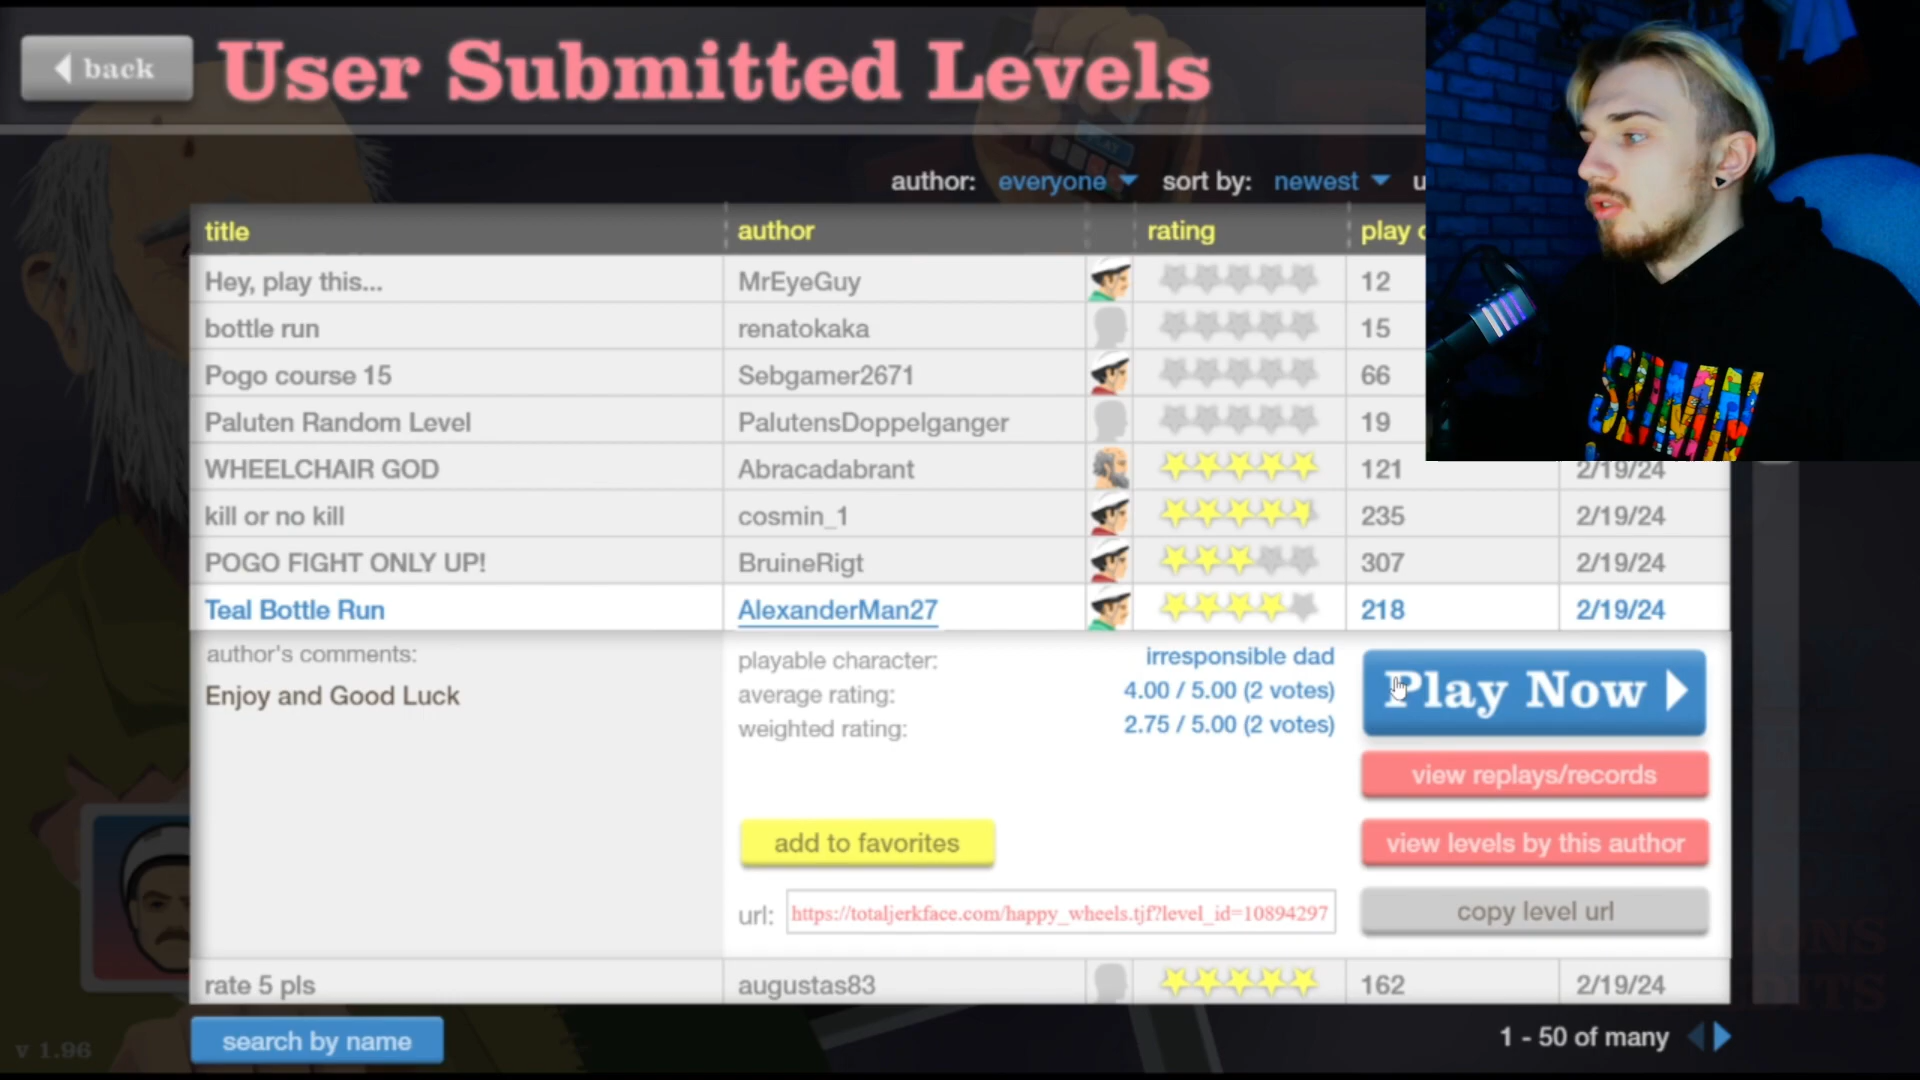 back
User Submitted Levels
author: everyone sort by: newest
title author rating play
Hey, play this... MrEyeGuy 12
bottle run renatokaka 15
Pogo course 15 Sebgamer2671 66
Paluten Random Level PalutensDoppelganger 19
WHEELCHAIR GOD Abracadabrant 121 2/19/24
kill or no kill cosmin_1 235 2/19/24
POGO FIGHT ONLY UP! BruineRigt 307 2/19/24
Teal Bottle Run AlexanderMan27 218 2/19/24
author's comments:
Enjoy and Good Luck
playable character: irresponsible dad
average rating: 4.00 / 5.00 (2 votes)
weighted rating: 2.75 / 5.00 (2 votes)
Play Now
view replays/records
add to favorites
view levels by this author
url: https://totaljerkface.com/happy_wheels.tjf?level_id=10894297
copy level url
rate 5 pls augustas83 162 2/19/24
search by name
1 - 50 of many
v 1.96